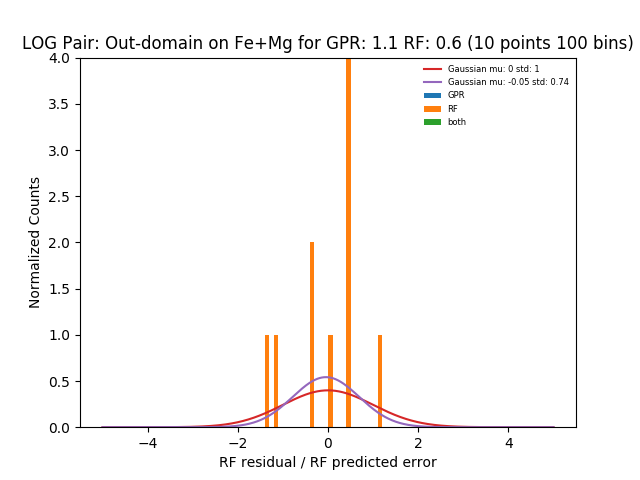 LOG Pair: Out-domain on Fe+Mg for GPR: 1.1 RF: 0.6 (10 points 100 bins)
4.0
3.5
3.0
2.5
2.0
1.5
1.0
0.5
0.0
Normalized Counts
Gaussian mu: 0 std: 1
Gaussian mu: -0.05 std: 0.74
GPR
RF
both
−4
−2
0
2
4
RF residual / RF predicted error